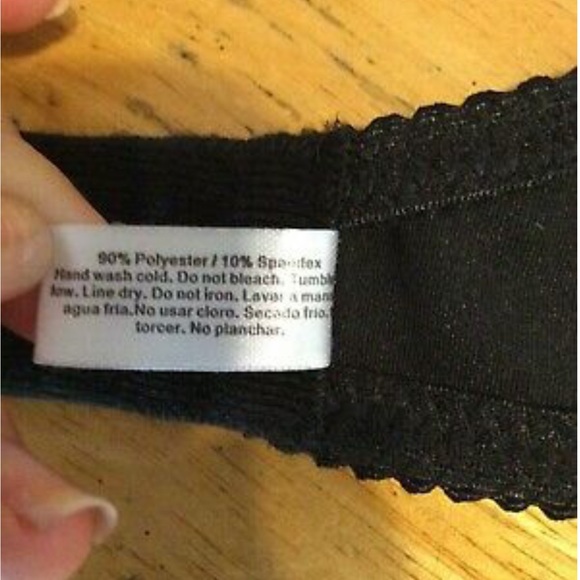 90% Polyester / 10% Spandex
Hand wash cold. Do not bleach. Tumble
low. Line dry. Do not iron. Lavar a mano
agua fria.No usar cloro. Secado frio.
torcer. No planchar.